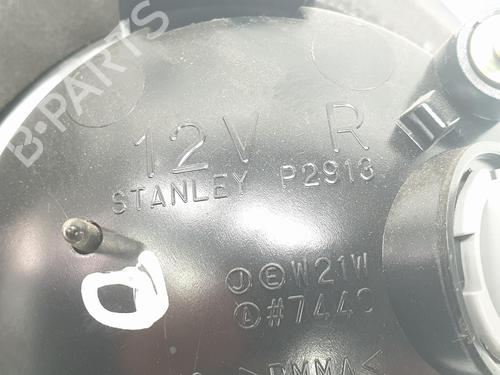 B-PARTS
12V R
STANLEY P2913
J E W21W
L #7440
>PMMA<